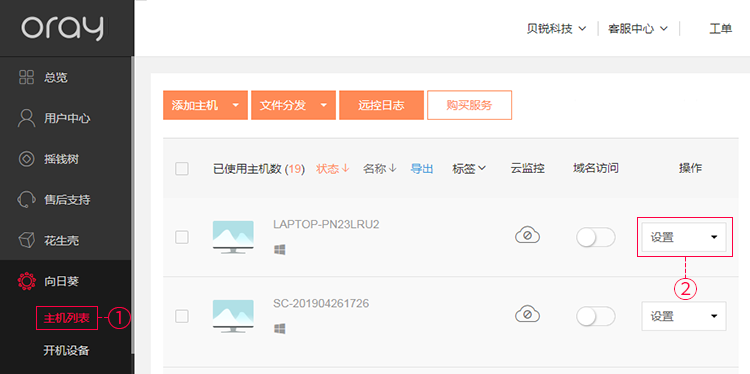 oray
贝锐科技
客服中心
工单
总览
用户中心
摇钱树
售后支持
花生壳
向日葵
主机列表
①
开机设备
添加主机
文件分发
远控日志
购买服务
已使用主机数 (19) 状态↓ 名称↓ 导出 标签 云监控 域名访问 操作
LAPTOP-PN23LRU2
设置
②
SC-201904261726
设置